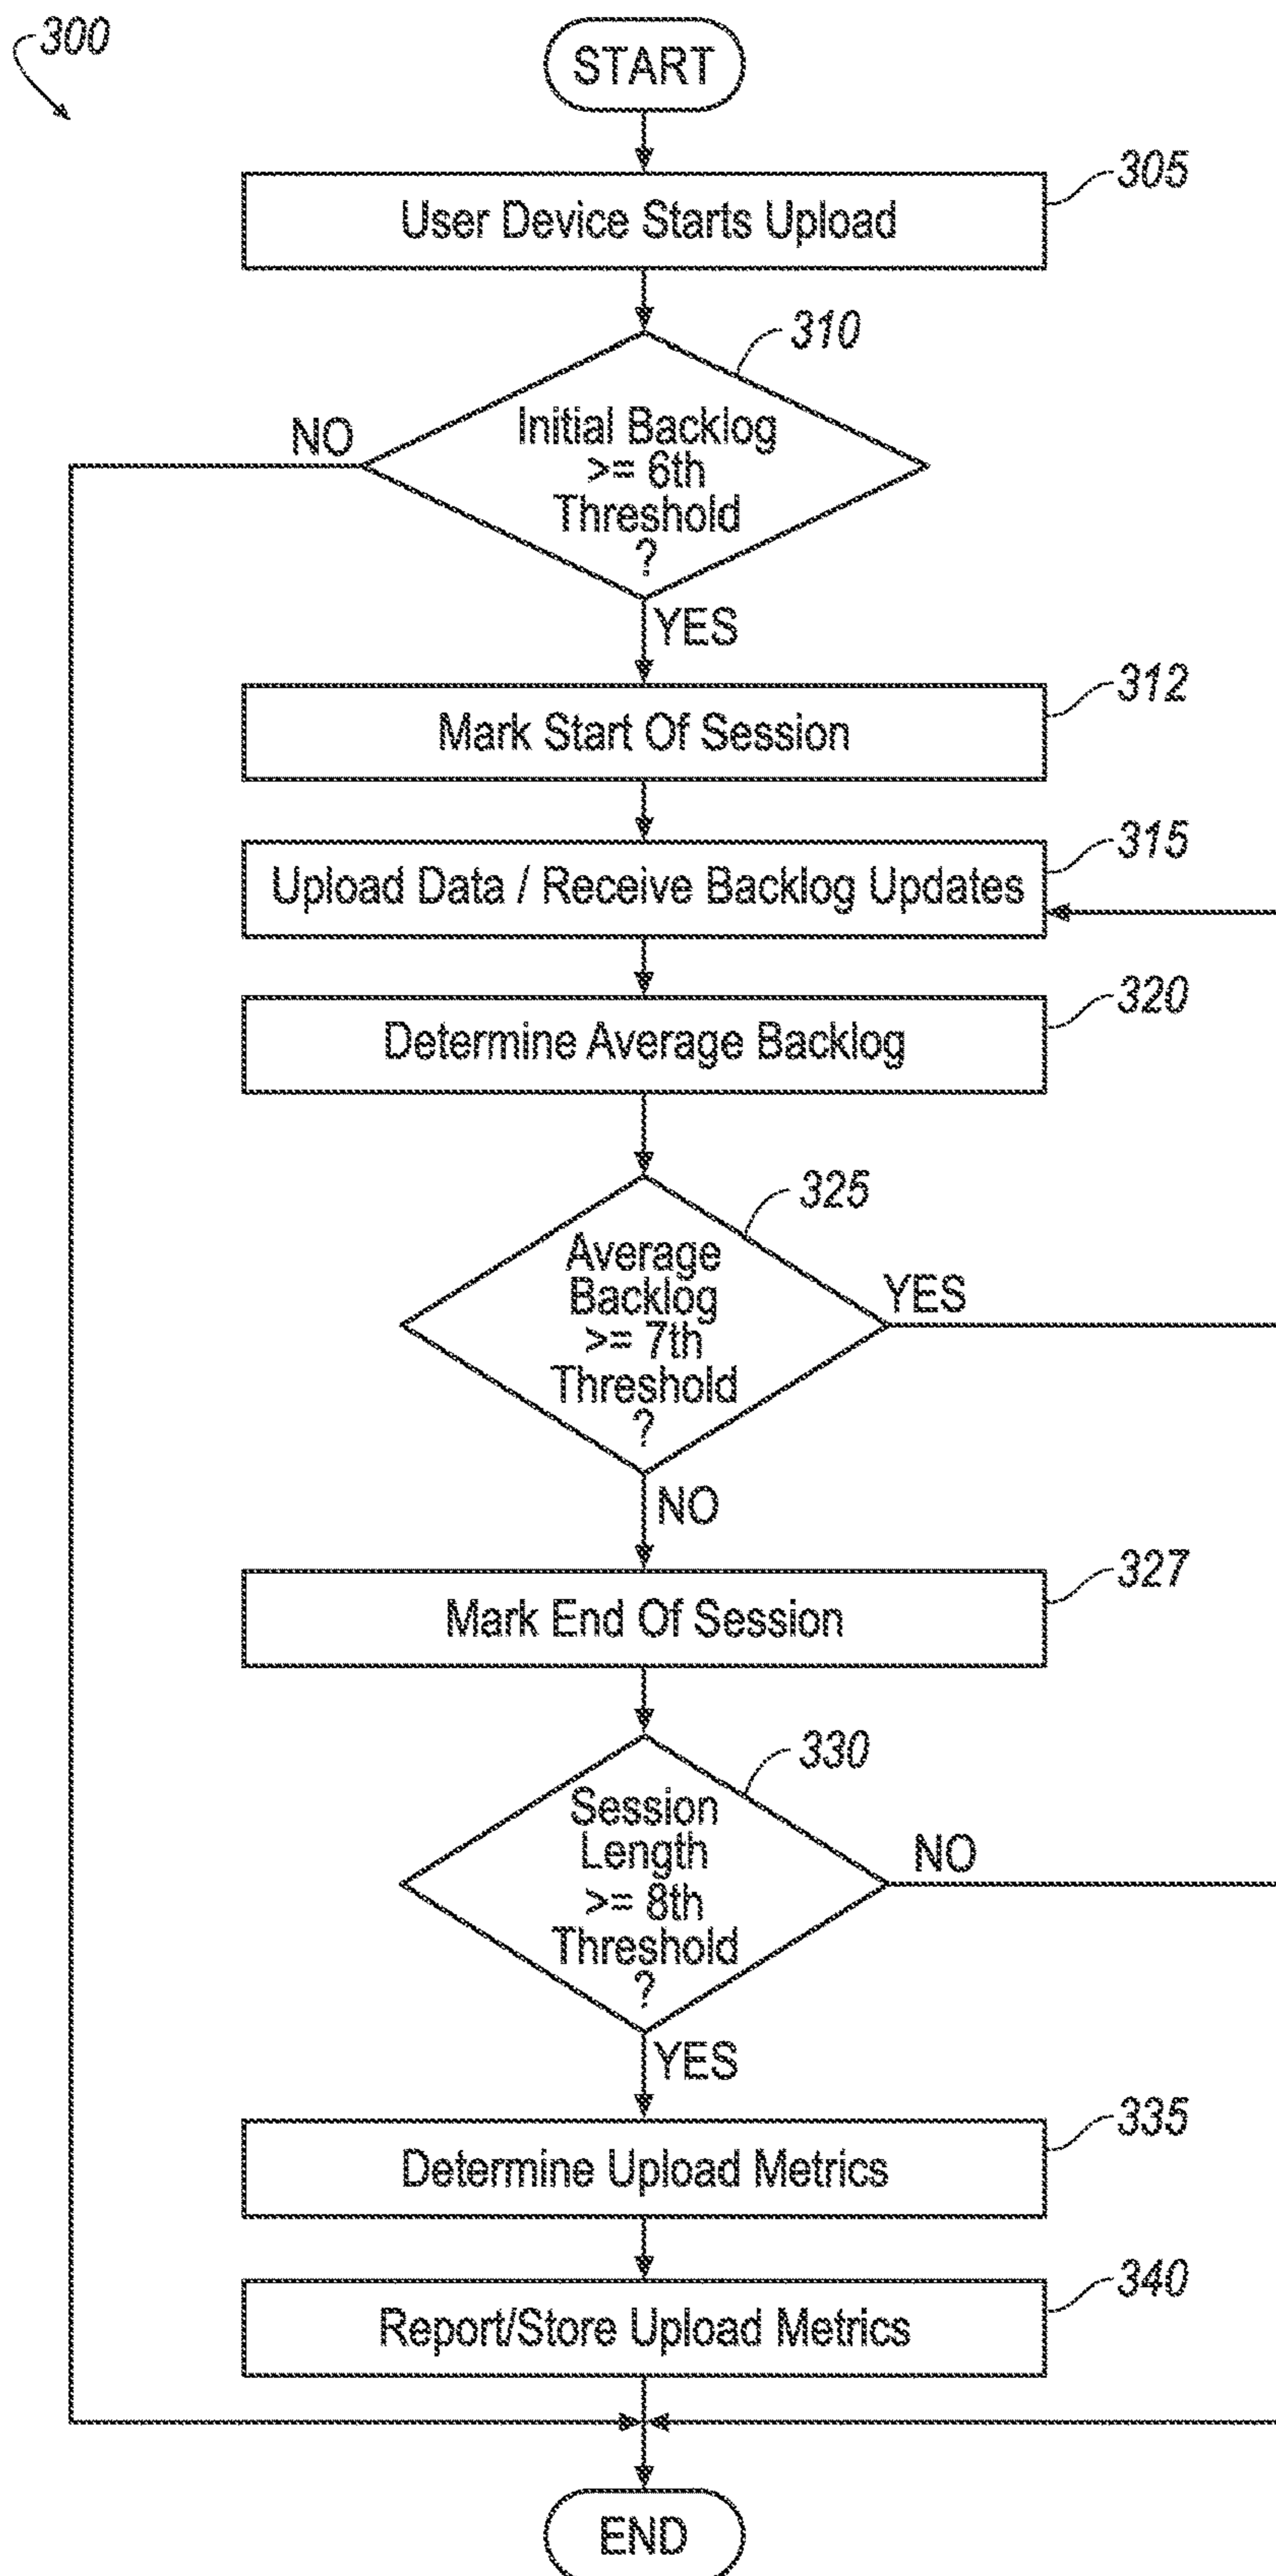 300
START
305
User Device Starts Upload
310
NO
Initial Backlog
>= 6th
Threshold
?
YES
312
Mark Start Of Session
315
Upload Data / Receive Backlog Updates
320
Determine Average Backlog
325
Average
Backlog
>= 7th
Threshold
?
YES
NO
327
Mark End Of Session
330
Session
Length
>= 8th
Threshold
?
NO
YES
335
Determine Upload Metrics
340
Report/Store Upload Metrics
END